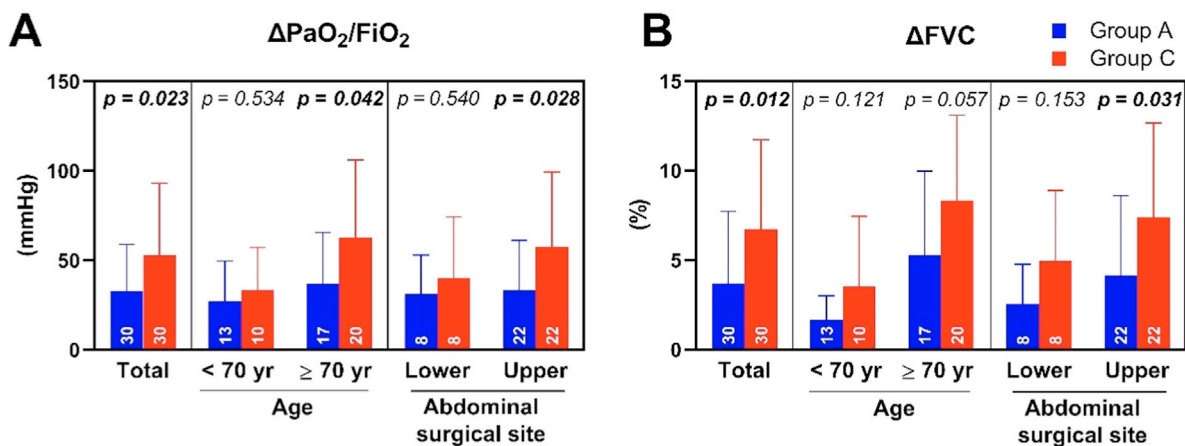 A
ΔPaO₂/FiO₂
B
ΔFVC
Group A
Group C
(mmHg)
150
100
50
0
p = 0.023
p = 0.534
p = 0.042
p = 0.540
p = 0.028
30
30
13
10
17
20
8
8
22
22
Total
< 70 yr
≥ 70 yr
Lower
Upper
Age
Abdominal
surgical site
(%)
15
10
5
0
p = 0.012
p = 0.121
p = 0.057
p = 0.153
p = 0.031
30
30
13
10
17
20
8
8
22
22
Total
< 70 yr
≥ 70 yr
Lower
Upper
Age
Abdominal
surgical site